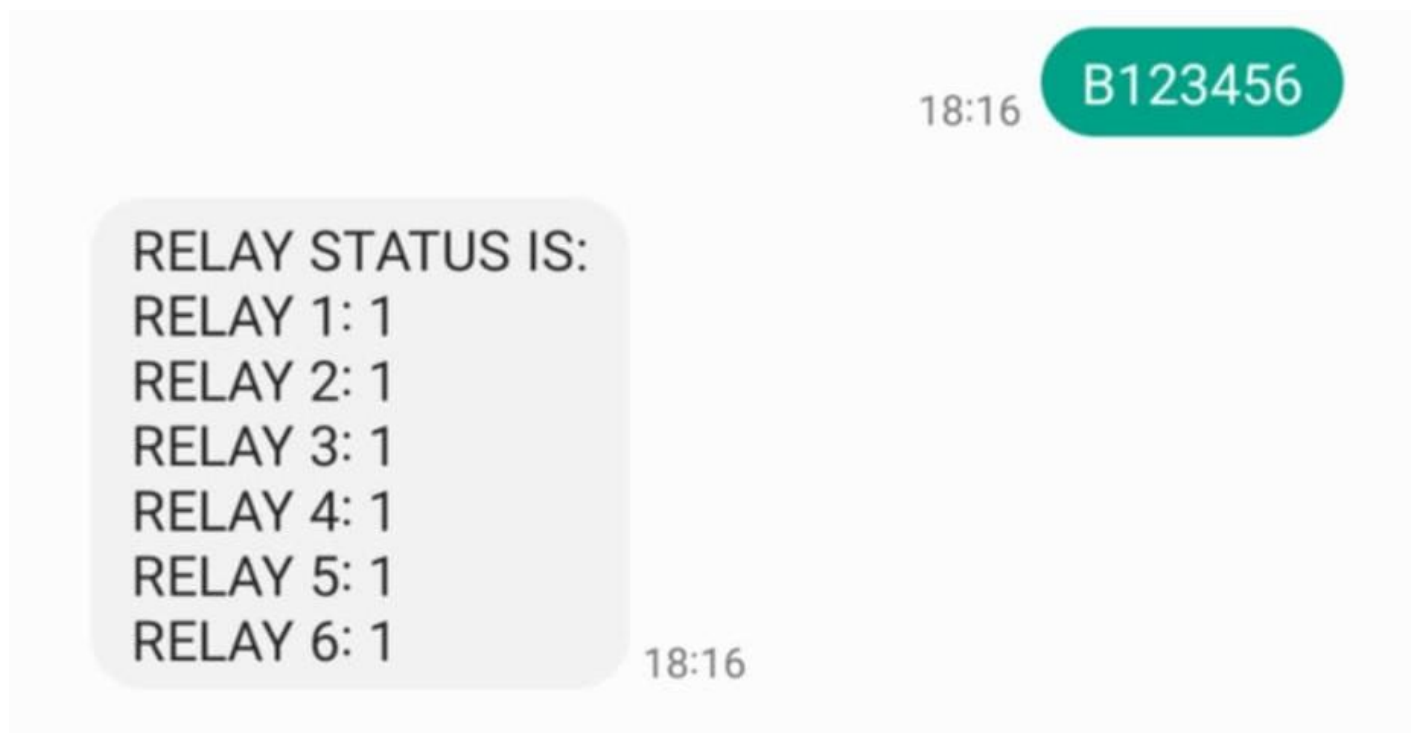 18:16 B123456
RELAY STATUS IS:
RELAY 1: 1
RELAY 2: 1
RELAY 3: 1
RELAY 4: 1
RELAY 5: 1
RELAY 6: 1
18:16